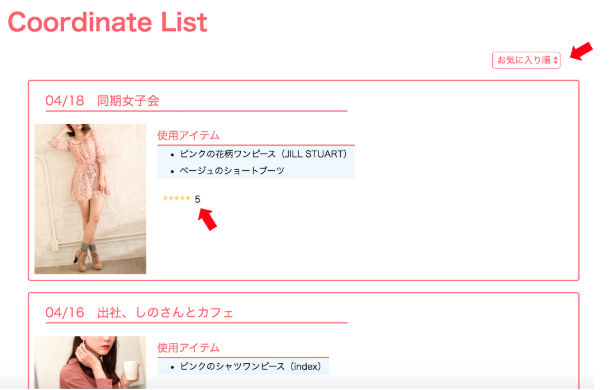 Coordinate List
お気に入り順
04/18　同期女子会
使用アイテム
ピンクの花柄ワンピース（JILL STUART）
ベージュのショートブーツ
★★★★★ 5
04/16　出社、しのさんとカフェ
使用アイテム
ピンクのシャツワンピース（index）